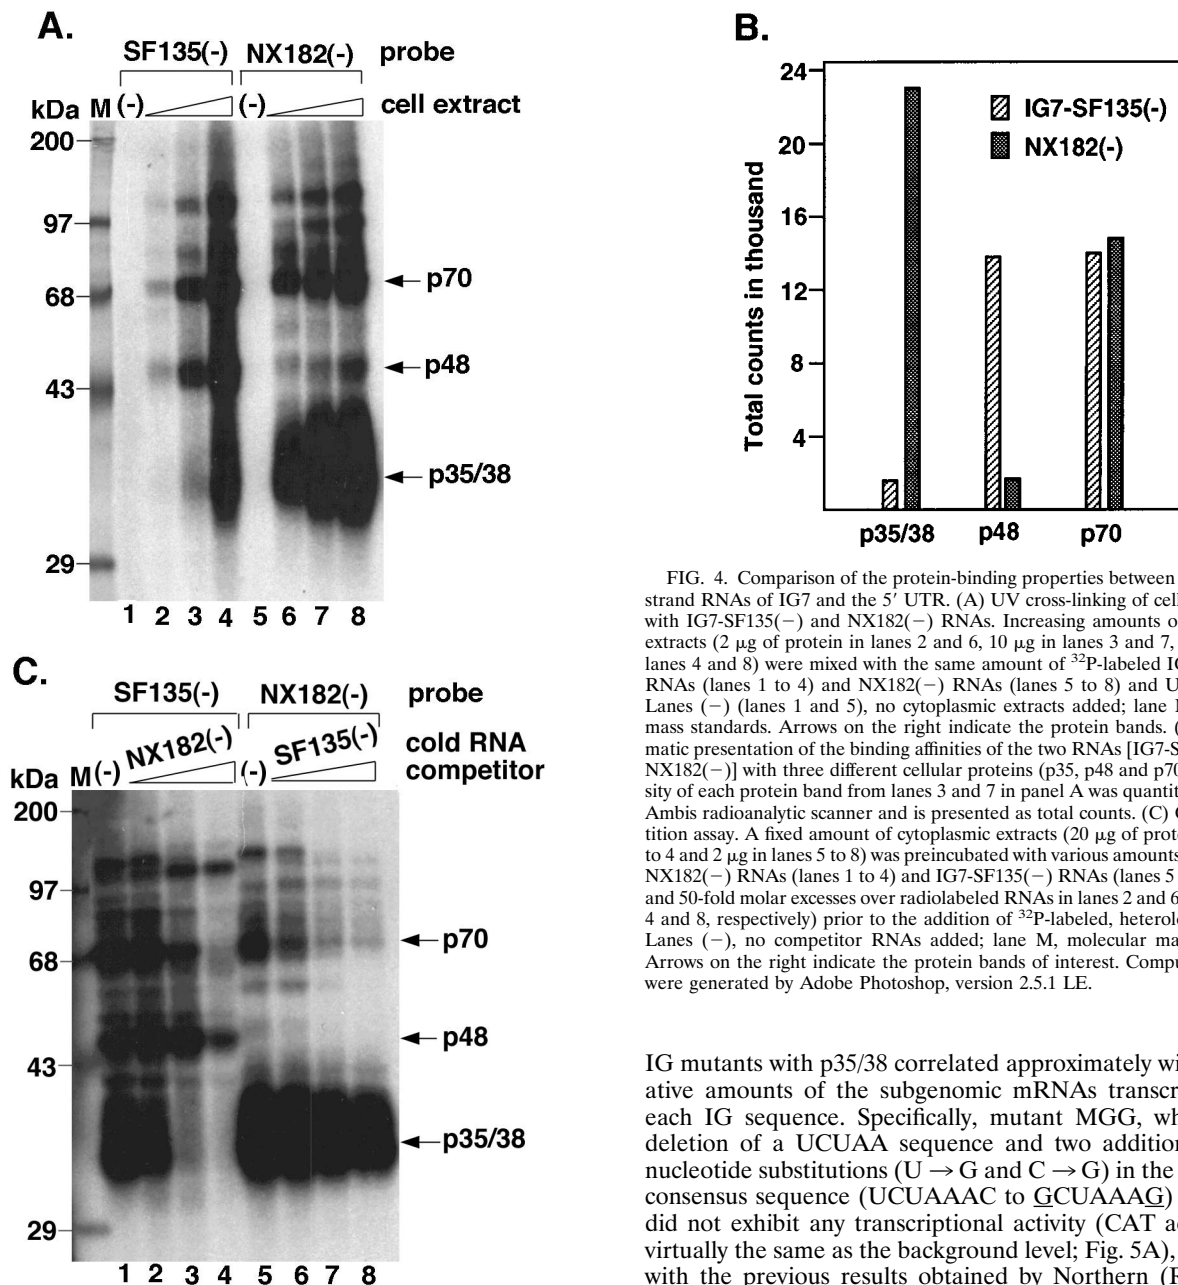 A.
SF135(-) NX182(-) probe
kDa M (-) (-) cell extract
200
97
68
43
29
p70
p48
p35/38
1 2 3 4 5 6 7 8
B.
Total counts in thousand
24
20
16
12
8
4
IG7-SF135(-)
NX182(-)
p35/38 p48 p70
C.
SF135(-) NX182(-) probe
NX182(-) SF135(-) cold RNA
kDa M (-) (-) competitor
200
97
68
43
29
p70
p48
p35/38
1 2 3 4 5 6 7 8
FIG. 4. Comparison of the protein-binding properties between
strand RNAs of IG7 and the 5′ UTR. (A) UV cross-linking of cell
with IG7-SF135(−) and NX182(−) RNAs. Increasing amounts o
extracts (2 μg of protein in lanes 2 and 6, 10 μg in lanes 3 and 7,
lanes 4 and 8) were mixed with the same amount of ³²P-labeled IG
RNAs (lanes 1 to 4) and NX182(−) RNAs (lanes 5 to 8) and U
Lanes (−) (lanes 1 and 5), no cytoplasmic extracts added; lane M
mass standards. Arrows on the right indicate the protein bands. (
matic presentation of the binding affinities of the two RNAs [IG7-S
NX182(−)] with three different cellular proteins (p35, p48 and p70
sity of each protein band from lanes 3 and 7 in panel A was quantit
Ambis radioanalytic scanner and is presented as total counts. (C) C
tition assay. A fixed amount of cytoplasmic extracts (20 μg of prote
to 4 and 2 μg in lanes 5 to 8) was preincubated with various amounts
NX182(−) RNAs (lanes 1 to 4) and IG7-SF135(−) RNAs (lanes 5
and 50-fold molar excesses over radiolabeled RNAs in lanes 2 and 6
4 and 8, respectively) prior to the addition of ³²P-labeled, heterolo
Lanes (−), no competitor RNAs added; lane M, molecular ma
Arrows on the right indicate the protein bands of interest. Compu
were generated by Adobe Photoshop, version 2.5.1 LE.
IG mutants with p35/38 correlated approximately wi
ative amounts of the subgenomic mRNAs transcr
each IG sequence. Specifically, mutant MGG, wh
deletion of a UCUAA sequence and two addition
nucleotide substitutions (U → G and C → G) in the
consensus sequence (UCUAAAC to GCUAAAG)
did not exhibit any transcriptional activity (CAT ac
virtually the same as the background level; Fig. 5A),
with the previous results obtained by Northern (R